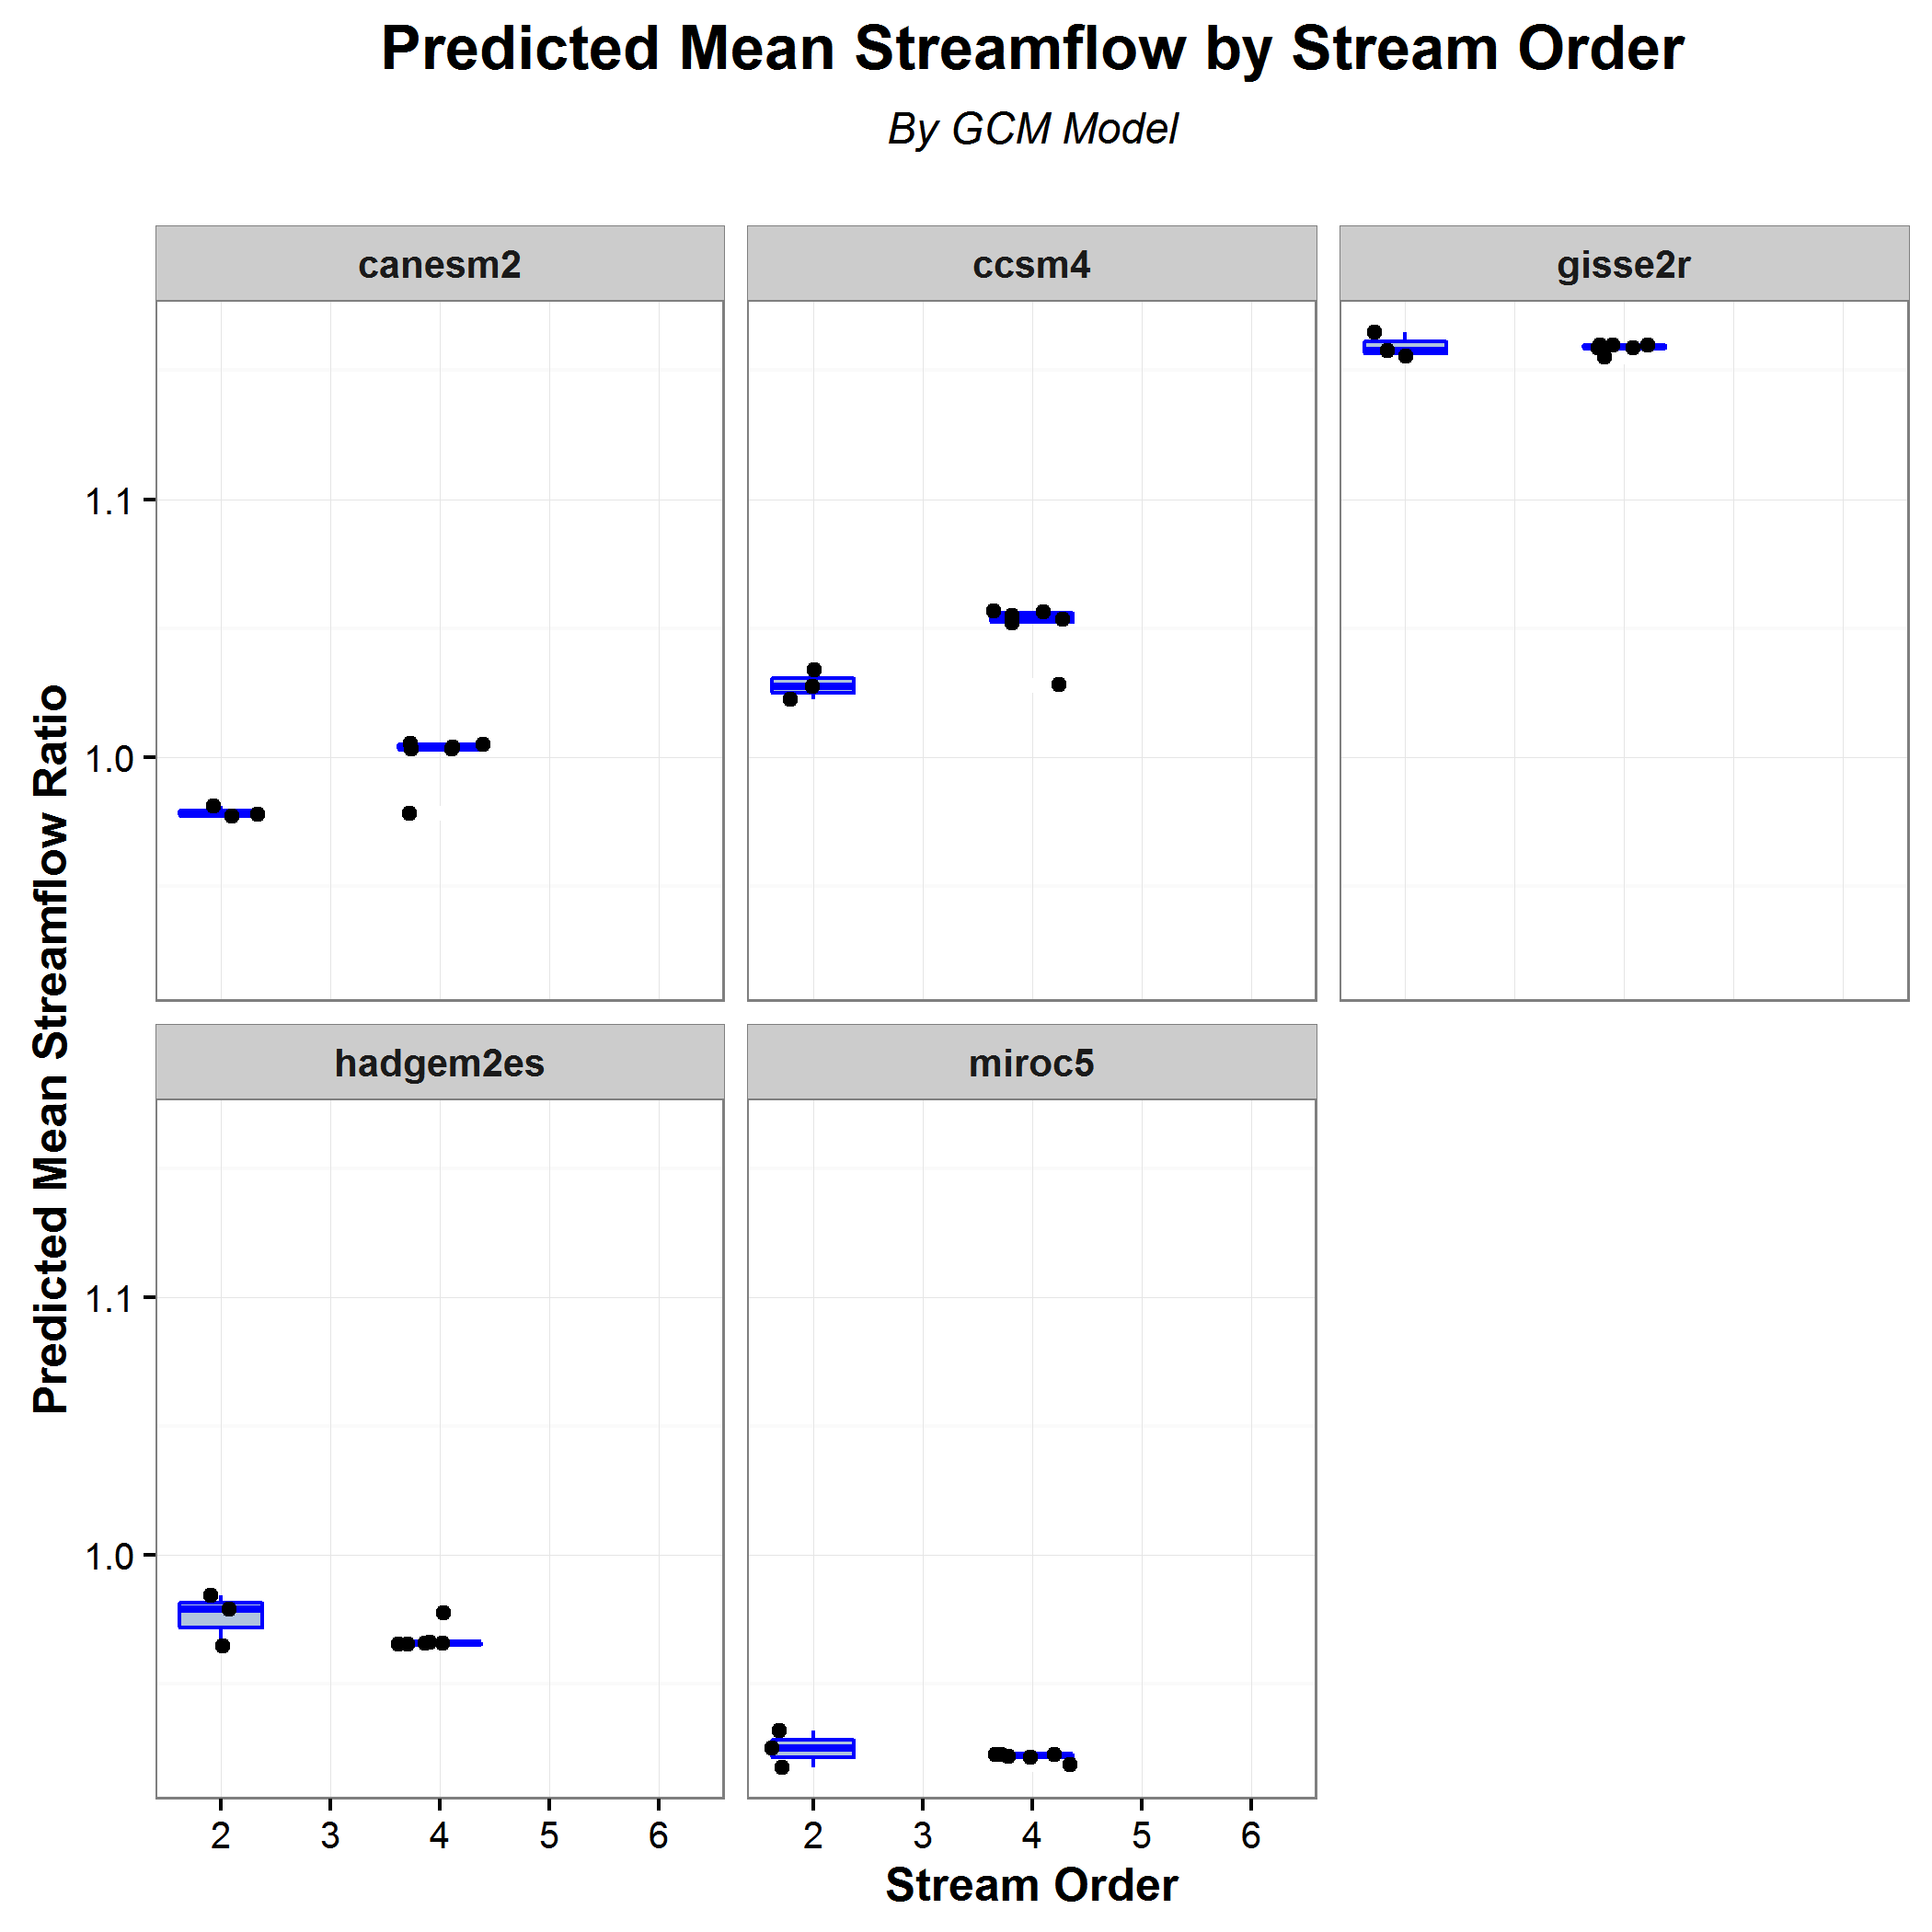 Predicted Mean Streamflow by Stream Order
By GCM Model
canesm2
ccsm4
gisse2r
1.1
1.0
hadgem2es
miroc5
1.1
1.0
2 3 4 5 6
2 3 4 5 6
Stream Order
Predicted Mean Streamflow Ratio